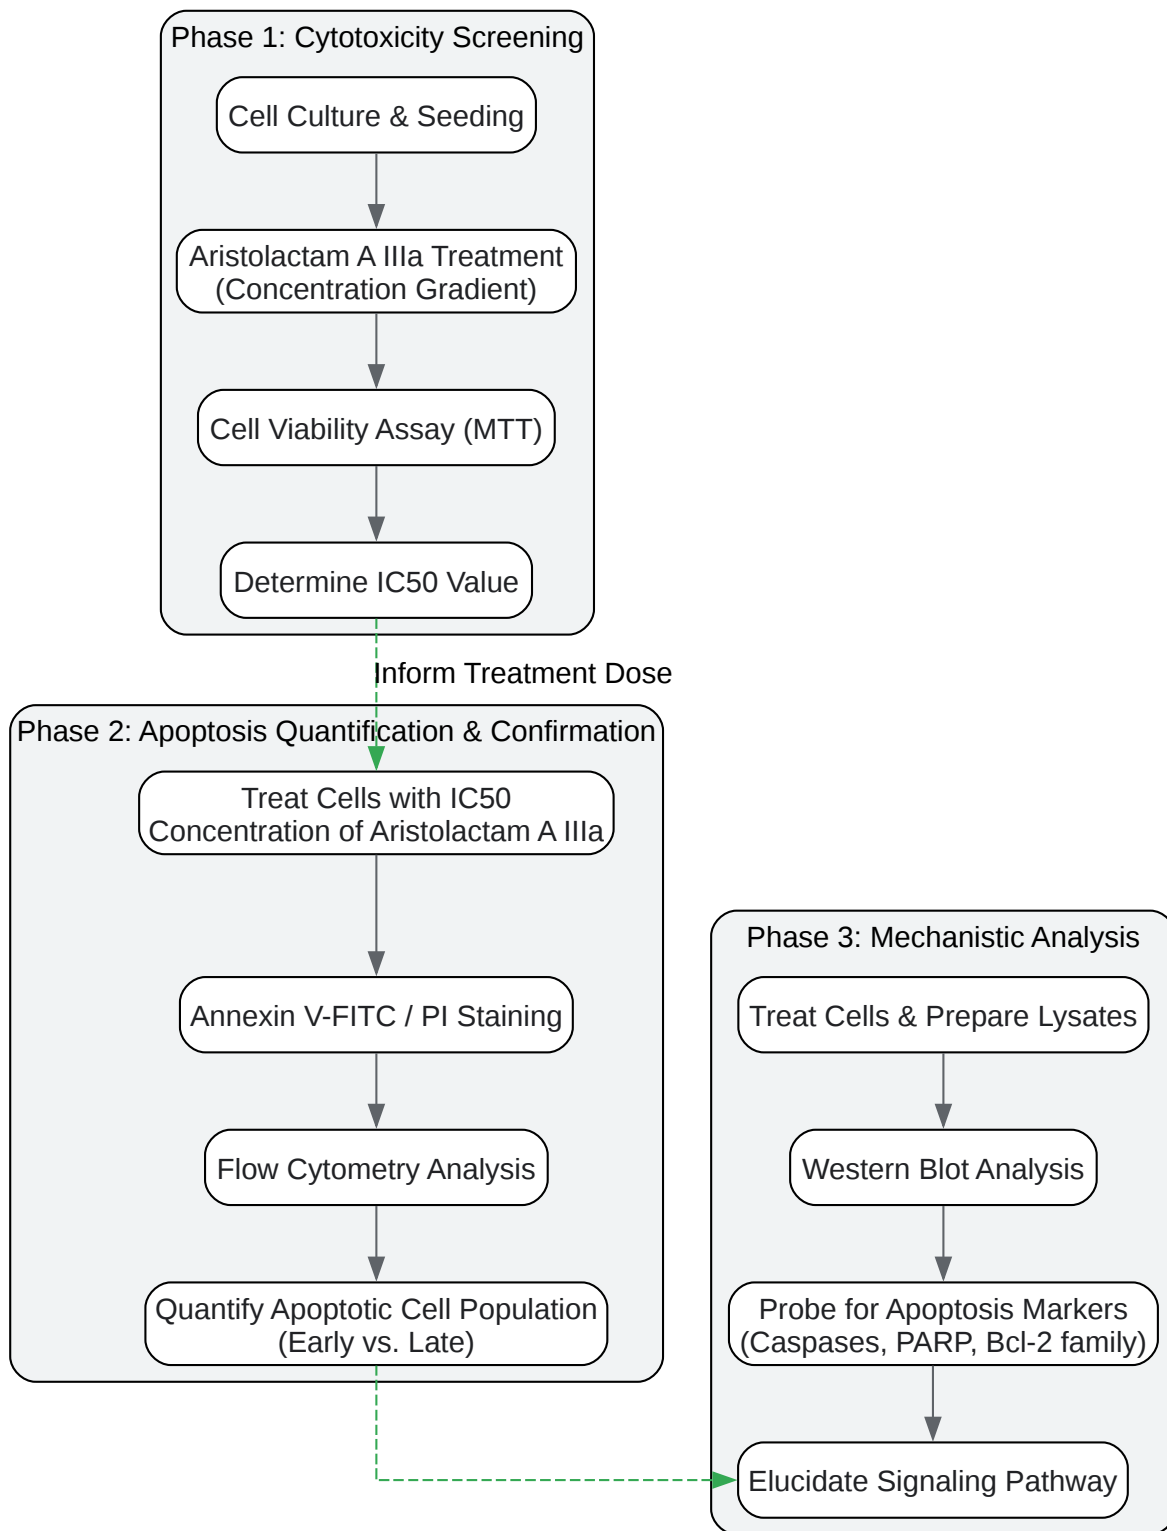 Phase 1: Cytotoxicity Screening
Cell Culture & Seeding
Aristolactam A IIIa Treatment
(Concentration Gradient)
Cell Viability Assay (MTT)
Determine IC50 Value
Inform Treatment Dose
Phase 2: Apoptosis Quantification & Confirmation
Treat Cells with IC50
Concentration of Aristolactam A IIIa
Annexin V-FITC / PI Staining
Flow Cytometry Analysis
Quantify Apoptotic Cell Population
(Early vs. Late)
Phase 3: Mechanistic Analysis
Treat Cells & Prepare Lysates
Western Blot Analysis
Probe for Apoptosis Markers
(Caspases, PARP, Bcl-2 family)
Elucidate Signaling Pathway